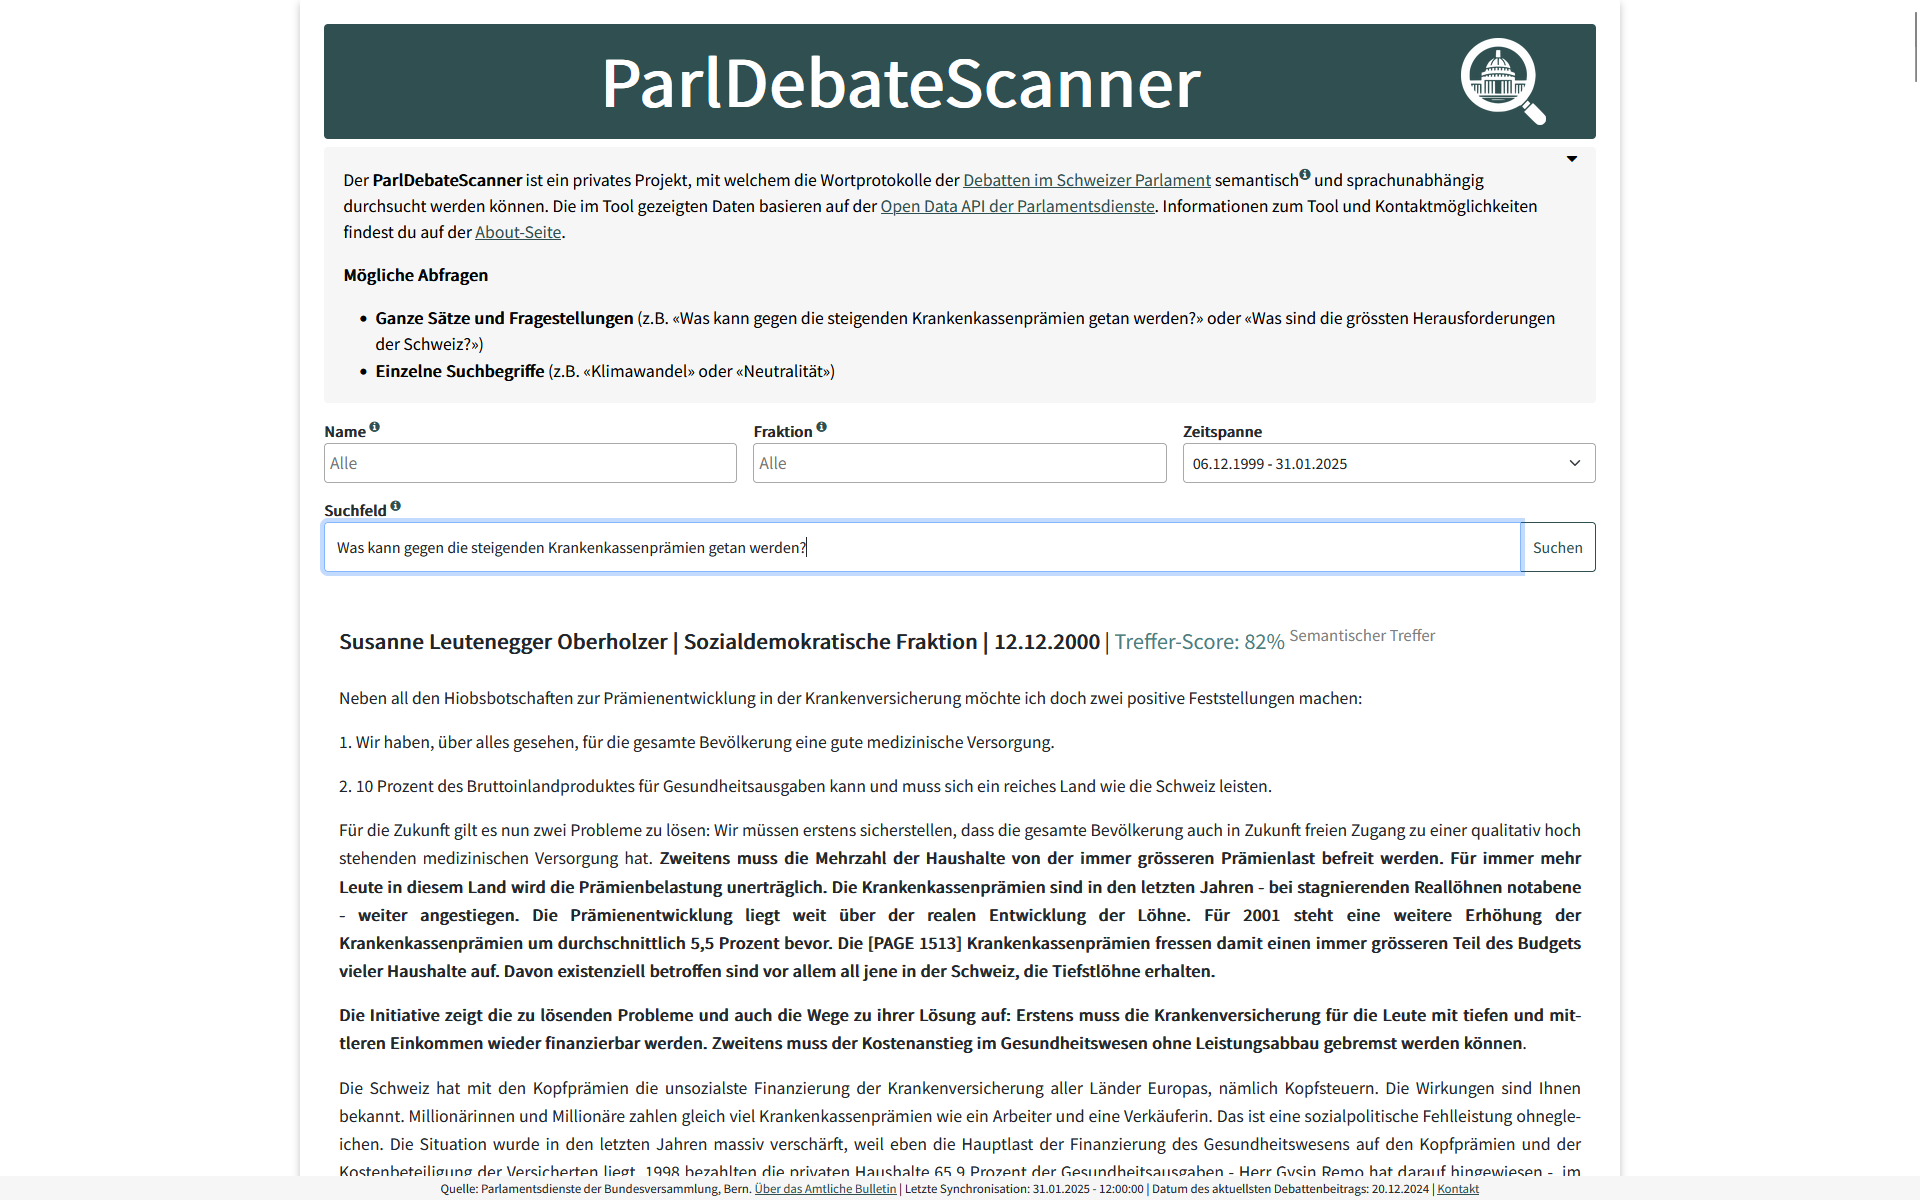 ParlDebateScanner
Der ParlDebateScanner ist ein privates Projekt, mit welchem die Wortprotokolle der Debatten im Schweizer Parlament semantisch und sprachunabhängig
durchsucht werden können. Die im Tool gezeigten Daten basieren auf der Open Data API der Parlamentsdienste. Informationen zum Tool und Kontaktmöglichkeiten
findest du auf der About-Seite.
Mögliche Abfragen
• Ganze Sätze und Fragestellungen (z.B. «Was kann gegen die steigenden Krankenkassenprämien getan werden?» oder «Was sind die grössten Herausforderungen
der Schweiz?»)
• Einzelne Suchbegriffe (z.B. «Klimawandel» oder «Neutralität»)
Name Fraktion Zeitspanne
Alle Alle 06.12.1999 - 31.01.2025
Suchfeld
Was kann gegen die steigenden Krankenkassenprämien getan werden? Suchen
Susanne Leutenegger Oberholzer | Sozialdemokratische Fraktion | 12.12.2000 | Treffer-Score: 82% Semantischer Treffer
Neben all den Hiobsbotschaften zur Prämienentwicklung in der Krankenversicherung möchte ich doch zwei positive Feststellungen machen:
1. Wir haben, über alles gesehen, für die gesamte Bevölkerung eine gute medizinische Versorgung.
2. 10 Prozent des Bruttoinlandproduktes für Gesundheitsausgaben kann und muss sich ein reiches Land wie die Schweiz leisten.
Für die Zukunft gilt es nun zwei Probleme zu lösen: Wir müssen erstens sicherstellen, dass die gesamte Bevölkerung auch in Zukunft freien Zugang zu einer qualitativ hoch
stehenden medizinischen Versorgung hat. Zweitens muss die Mehrzahl der Haushalte von der immer grösseren Prämienlast befreit werden. Für immer mehr
Leute in diesem Land wird die Prämienbelastung unerträglich. Die Krankenkassenprämien sind in den letzten Jahren - bei stagnierenden Reallöhnen notabene
- weiter angestiegen. Die Prämienentwicklung liegt weit über der realen Entwicklung der Löhne. Für 2001 steht eine weitere Erhöhung der
Krankenkassenprämien um durchschnittlich 5,5 Prozent bevor. Die [PAGE 1513] Krankenkassenprämien fressen damit einen immer grösseren Teil des Budgets
vieler Haushalte auf. Davon existenziell betroffen sind vor allem all jene in der Schweiz, die Tiefstlöhne erhalten.
Die Initiative zeigt die zu lösenden Probleme und auch die Wege zu ihrer Lösung auf: Erstens muss die Krankenversicherung für die Leute mit tiefen und mit-
tleren Einkommen wieder finanzierbar werden. Zweitens muss der Kostenanstieg im Gesundheitswesen ohne Leistungsabbau gebremst werden können.
Die Schweiz hat mit den Kopfprämien die unsozialste Finanzierung der Krankenversicherung aller Länder Europas, nämlich Kopfsteuern. Die Wirkungen sind Ihnen
bekannt. Millionärinnen und Millionäre zahlen gleich viel Krankenkassenprämien wie ein Arbeiter und eine Verkäuferin. Das ist eine sozialpolitische Fehlleistung ohnegle-
ichen. Die Situation wurde in den letzten Jahren massiv verschärft, weil eben die Hauptlast der Finanzierung des Gesundheitswesens auf den Kopfprämien und der
Kostenbeteiligung der Versicherten liegt. 1998 bezahlten die privaten Haushalte 65,9 Prozent der Gesundheitsausgaben - Herr Gysin Remo hat darauf hingewiesen -, im
Quelle: Parlamentsdienste der Bundesversammlung, Bern. Über das Amtliche Bulletin | Letzte Synchronisation: 31.01.2025 - 12:00:00 | Datum des aktuellsten Debattenbeitrags: 20.12.2024 | Kontakt